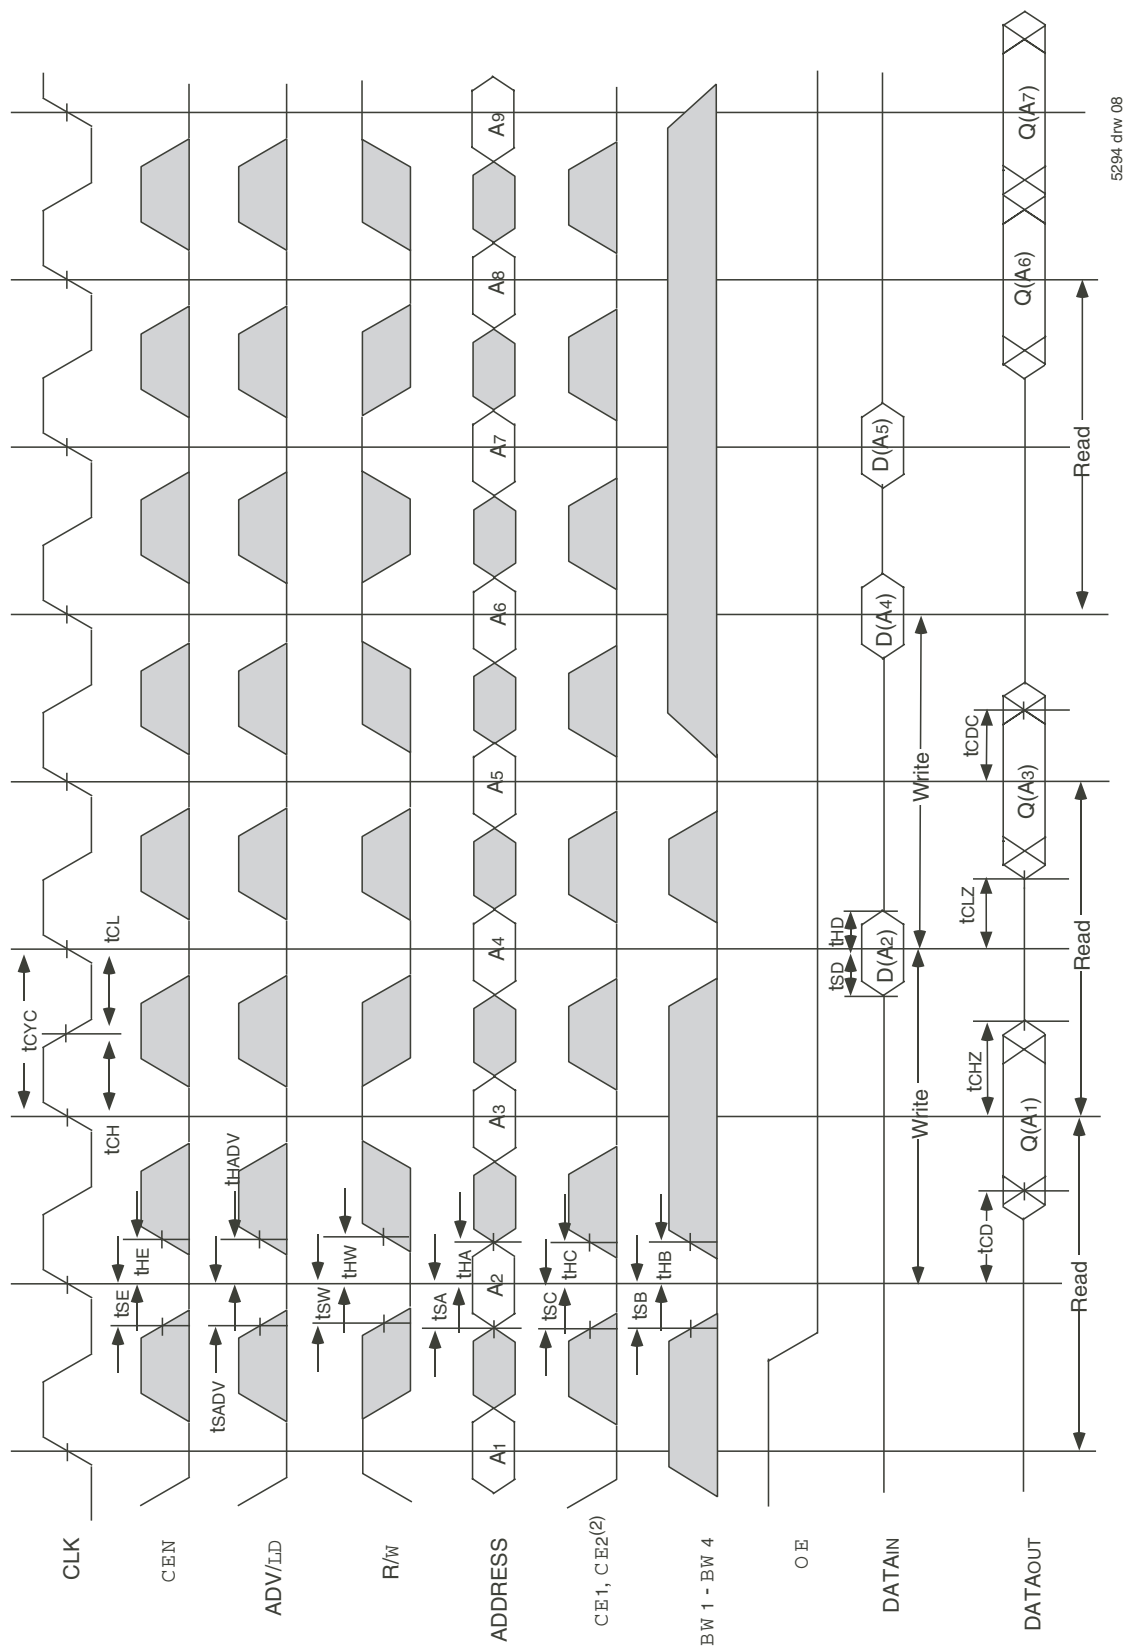 tCYC
CLK
tCH
tCL
tSE
tHE
CEN
tSADV
tHADV
ADV/LD
tSW
tHW
R/W
tSA
tHA
ADDRESS
A1
A2
A3
A4
A5
A6
A7
A8
A9
tSC
tHC
CE1, CE2(2)
tSB
tHB
BW1 - BW4
OE
tSD
tHD
DATAIN
D(A2)
D(A4)
D(A5)
Write
Write
tCD
tCHZ
tCLZ
tCDC
DATAOUT
Q(A1)
Q(A3)
Q(A6)
Q(A7)
Read
Read
Read
5294 drw 08